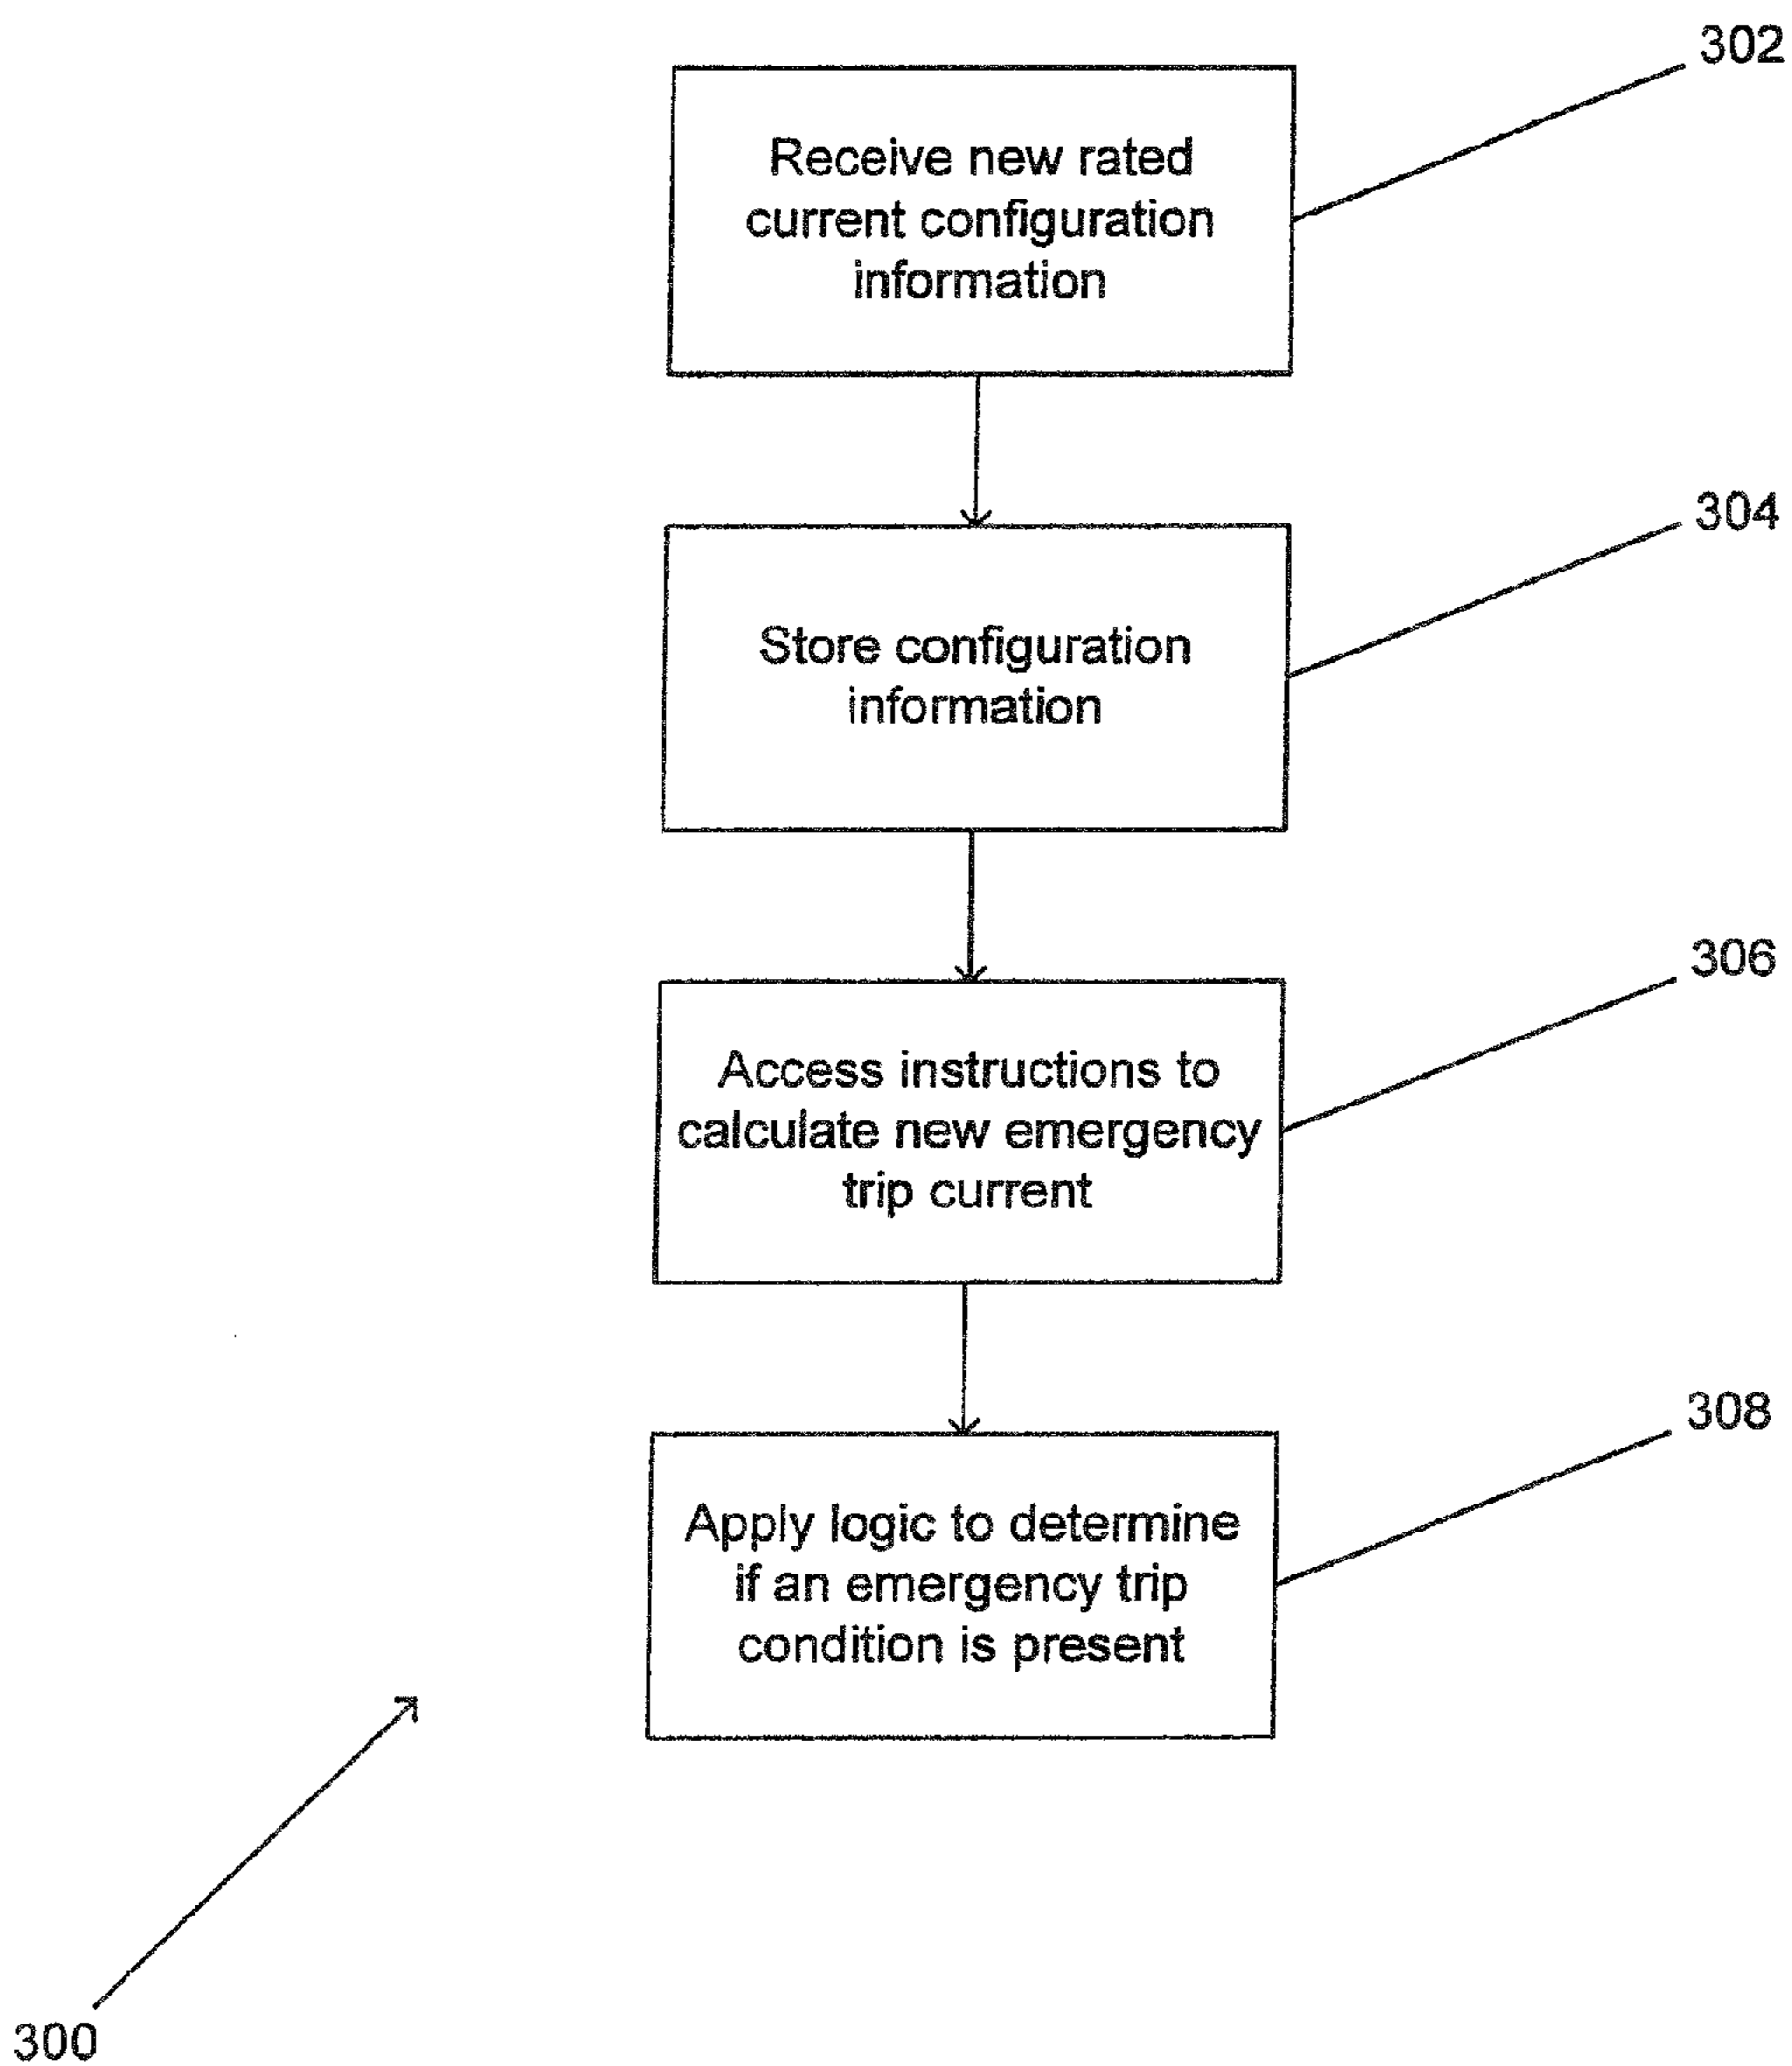 302
Receive new rated
current configuration
information
304
Store configuration
information
306
Access instructions to
calculate new emergency
trip current
308
Apply logic to determine
if an emergency trip
condition is present
300